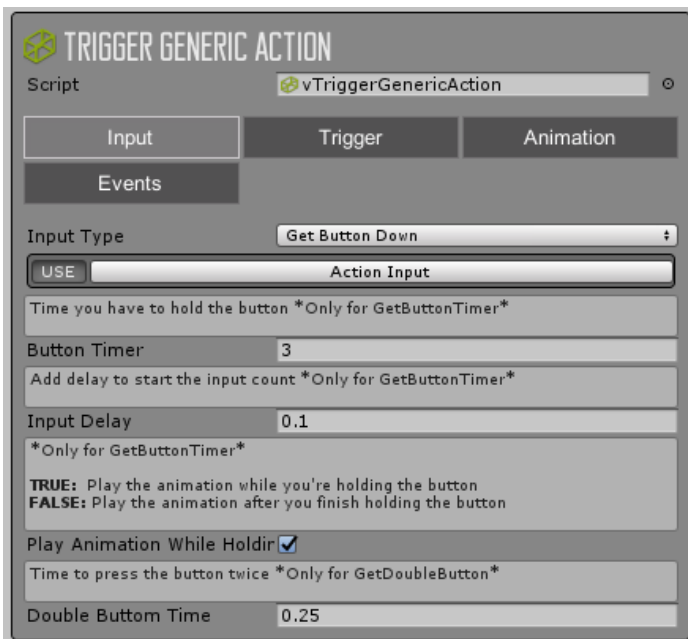 TRIGGER GENERIC ACTION
Script vTriggerGenericAction
Input Trigger Animation
Events
Input Type Get Button Down
USE Action Input
Time you have to hold the button *Only for GetButtonTimer*
Button Timer 3
Add delay to start the input count *Only for GetButtonTimer*
Input Delay 0.1
*Only for GetButtonTimer*
TRUE: Play the animation while you're holding the button
FALSE: Play the animation after you finish holding the button
Play Animation While Holdir
Time to press the button twice *Only for GetDoubleButton*
Double Buttom Time 0.25